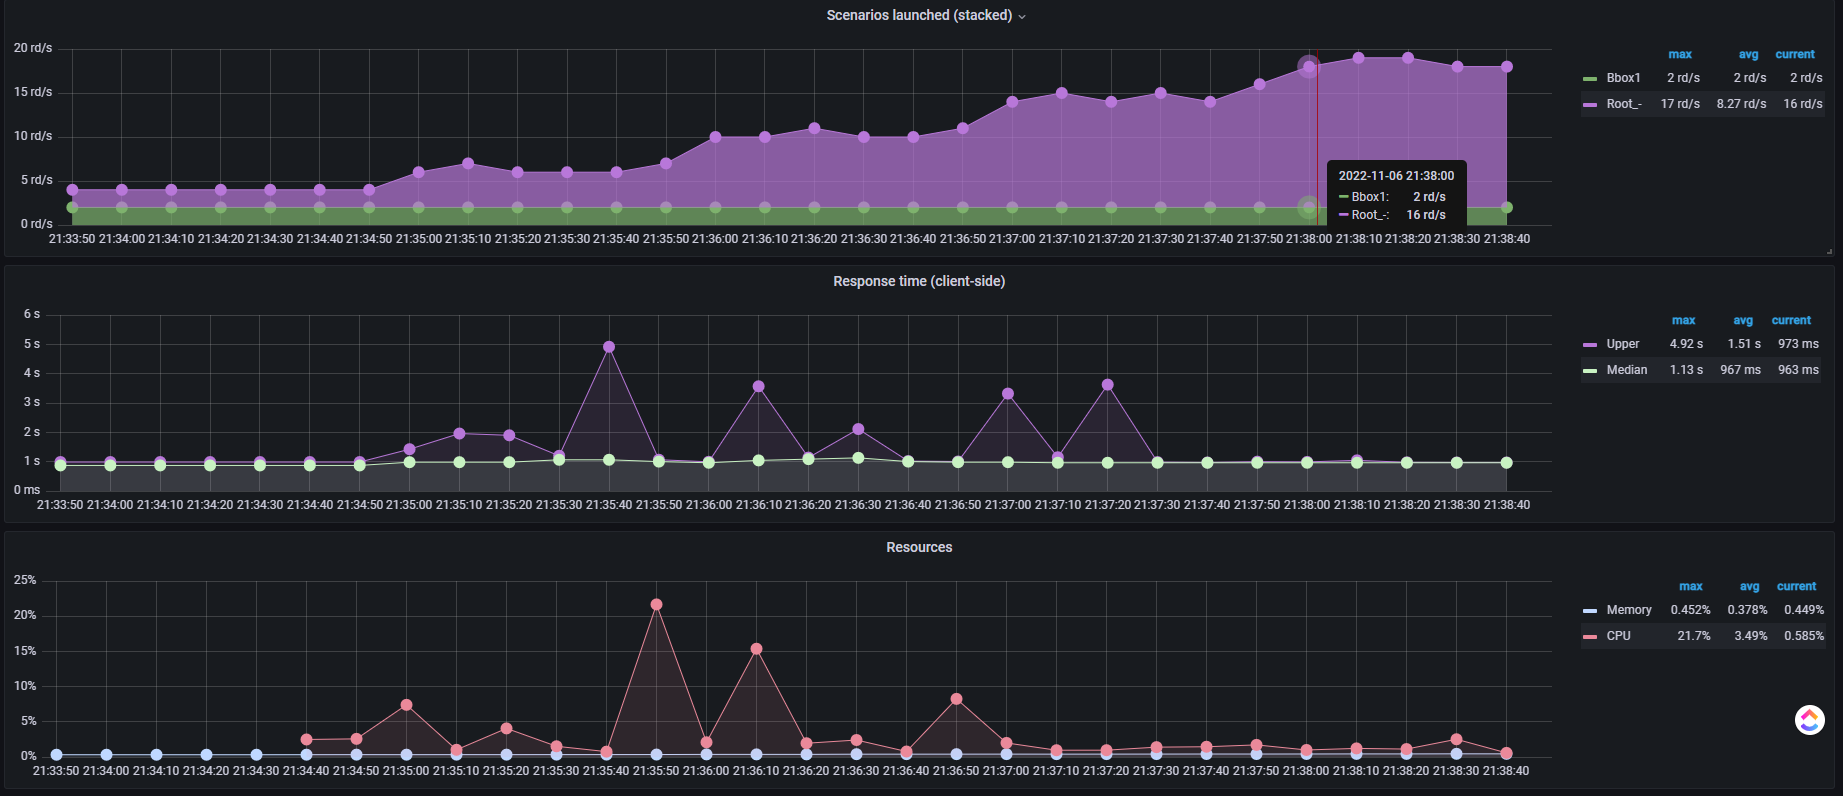 Scenarios launched (stacked)
20 rd/s
15 rd/s
10 rd/s
5 rd/s
0 rd/s
21:33:50 21:34:00 21:34:10 21:34:20 21:34:30 21:34:40 21:34:50 21:35:00 21:35:10 21:35:20 21:35:30 21:35:40 21:35:50 21:36:00 21:36:10 21:36:20 21:36:30 21:36:40 21:36:50 21:37:00 21:37:10 21:37:20 21:37:30 21:37:40 21:37:50 21:38:00 21:38:10 21:38:20 21:38:30 21:38:40
2022-11-06 21:38:00
Bbox1: 2 rd/s
Root_-: 16 rd/s
max avg current
Bbox1 2 rd/s 2 rd/s 2 rd/s
Root_- 17 rd/s 8.27 rd/s 16 rd/s
Response time (client-side)
6 s
5 s
4 s
3 s
2 s
1 s
0 ms
21:33:50 21:34:00 21:34:10 21:34:20 21:34:30 21:34:40 21:34:50 21:35:00 21:35:10 21:35:20 21:35:30 21:35:40 21:35:50 21:36:00 21:36:10 21:36:20 21:36:30 21:36:40 21:36:50 21:37:00 21:37:10 21:37:20 21:37:30 21:37:40 21:37:50 21:38:00 21:38:10 21:38:20 21:38:30 21:38:40
max avg current
Upper 4.92 s 1.51 s 973 ms
Median 1.13 s 967 ms 963 ms
Resources
25%
20%
15%
10%
5%
0%
21:33:50 21:34:00 21:34:10 21:34:20 21:34:30 21:34:40 21:34:50 21:35:00 21:35:10 21:35:20 21:35:30 21:35:40 21:35:50 21:36:00 21:36:10 21:36:20 21:36:30 21:36:40 21:36:50 21:37:00 21:37:10 21:37:20 21:37:30 21:37:40 21:37:50 21:38:00 21:38:10 21:38:20 21:38:30 21:38:40
max avg current
Memory 0.452% 0.378% 0.449%
CPU 21.7% 3.49% 0.585%